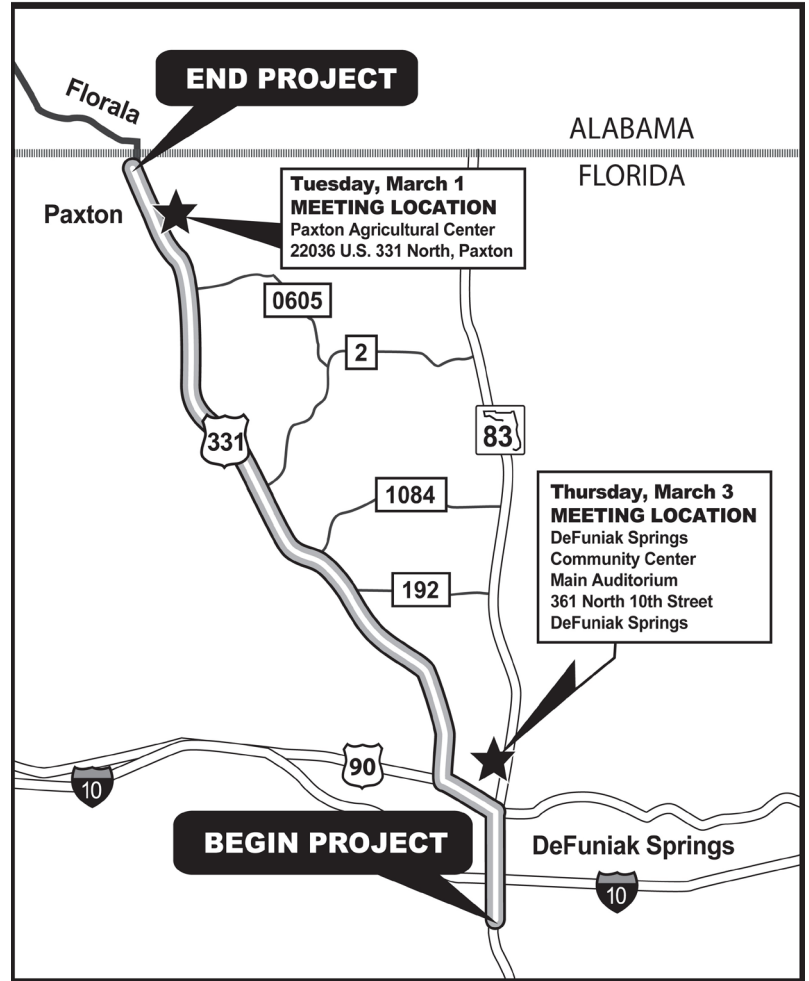 END PROJECT
Florala
ALABAMA
FLORIDA
Tuesday, March 1
MEETING LOCATION
Paxton Agricultural Center
22036 U.S. 331 North, Paxton
Paxton
0605
2
331
83
1084
Thursday, March 3
MEETING LOCATION
DeFuniak Springs
Community Center
Main Auditorium
361 North 10th Street
DeFuniak Springs
192
90
10
BEGIN PROJECT
DeFuniak Springs
10